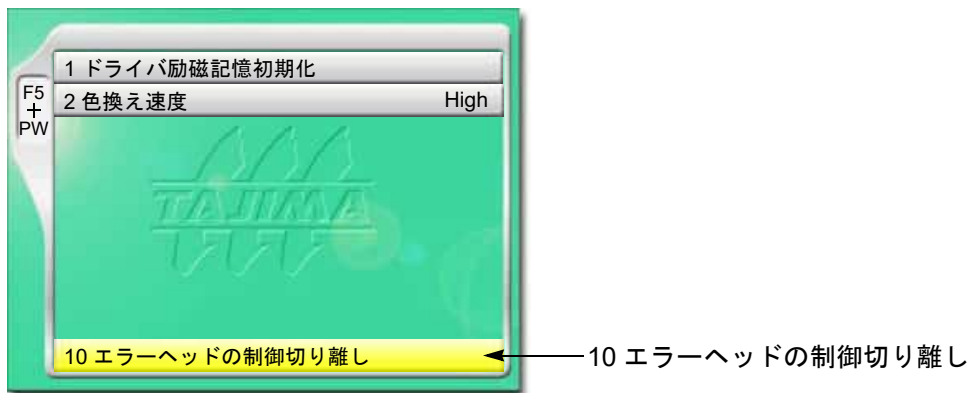 1 ドライバ励磁記憶初期化
F5
+
PW
2 色換え速度 High
TAJIMA
10 エラーヘッドの制御切り離し
10 エラーヘッドの制御切り離し